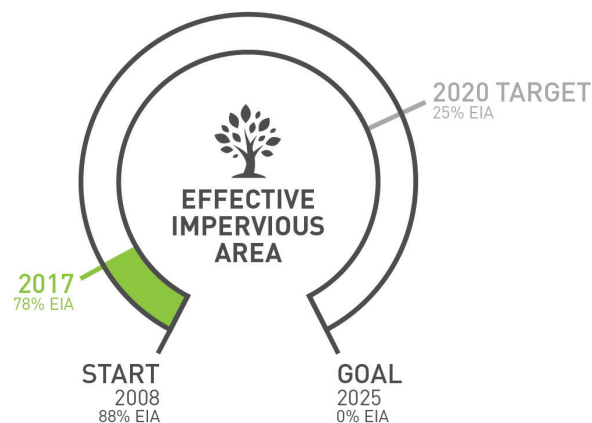 2020 TARGET
25% EIA
EFFECTIVE
IMPERVIOUS
AREA
2017
78% EIA
START
2008
88% EIA
GOAL
2025
0% EIA